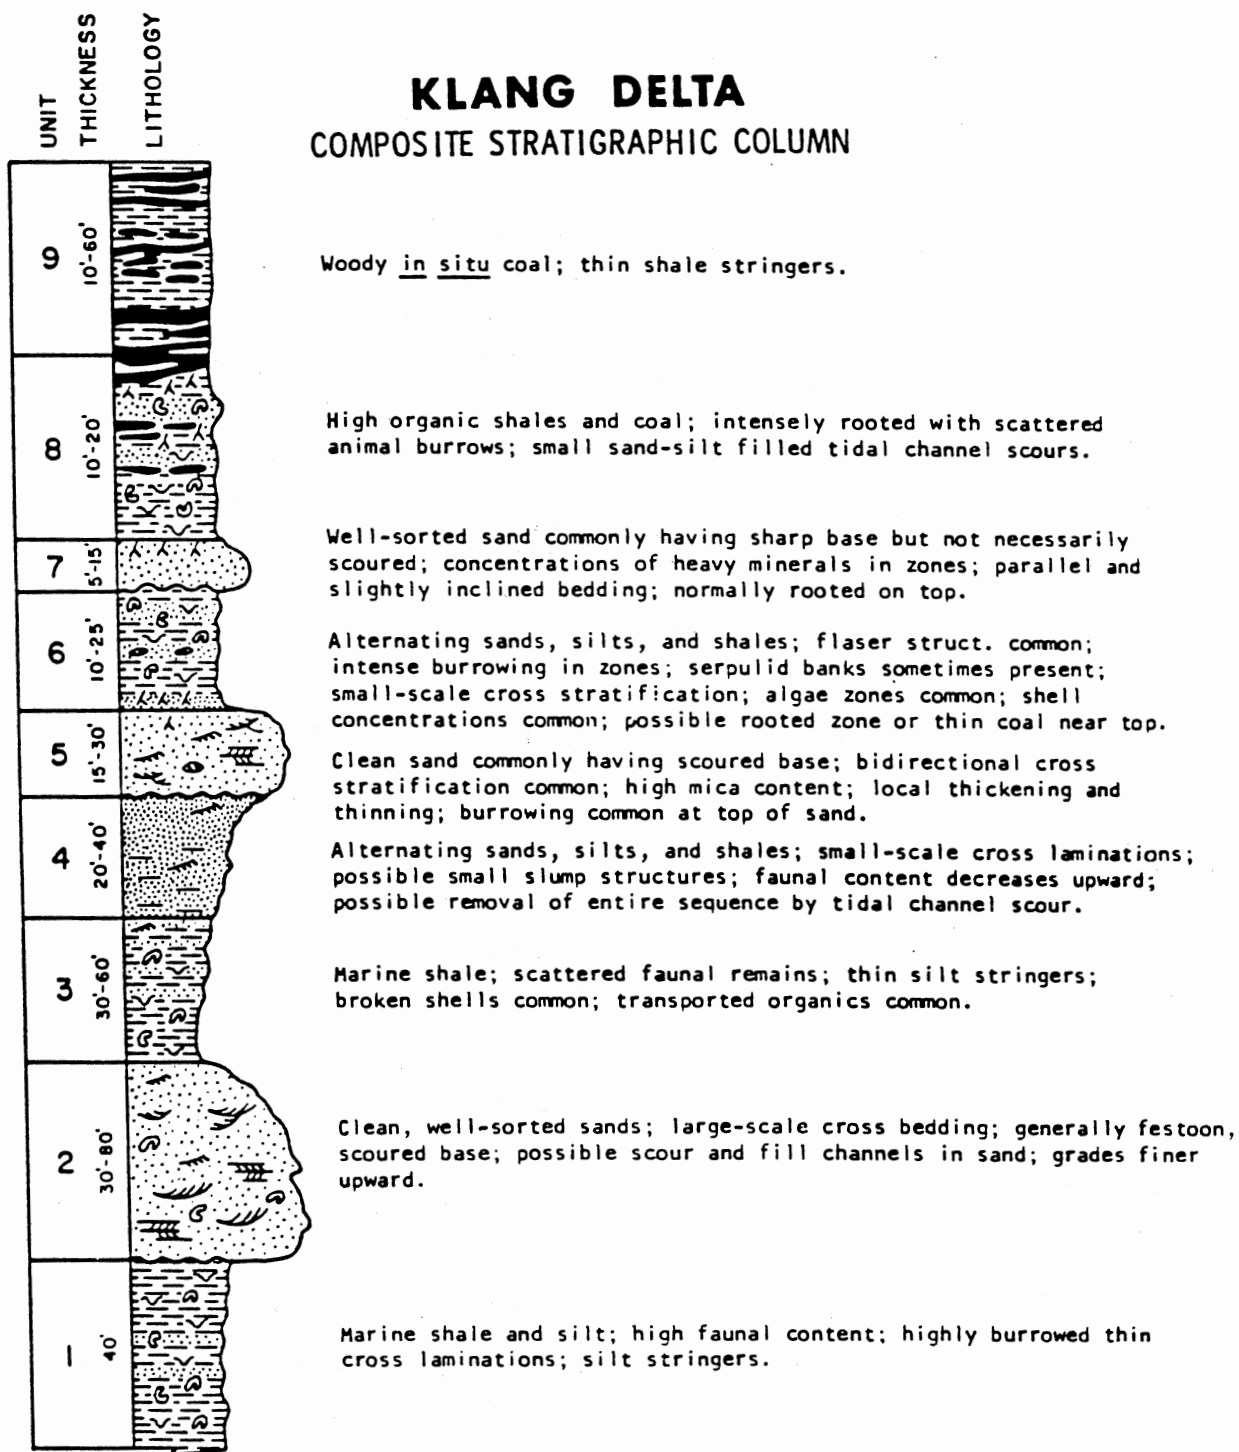 UNIT
THICKNESS
LITHOLOGY
KLANG DELTA
COMPOSITE STRATIGRAPHIC COLUMN
9
10'-60'
Woody in situ coal; thin shale stringers.
8
10'-20'
High organic shales and coal; intensely rooted with scattered
animal burrows; small sand-silt filled tidal channel scours.
7
5'-15'
Well-sorted sand commonly having sharp base but not necessarily
scoured; concentrations of heavy minerals in zones; parallel and
slightly inclined bedding; normally rooted on top.
6
10'-25'
Alternating sands, silts, and shales; flaser struct. common;
intense burrowing in zones; serpulid banks sometimes present;
small-scale cross stratification; algae zones common; shell
concentrations common; possible rooted zone or thin coal near top.
5
15'-30'
Clean sand commonly having scoured base; bidirectional cross
stratification common; high mica content; local thickening and
thinning; burrowing common at top of sand.
4
20'-40'
Alternating sands, silts, and shales; small-scale cross laminations;
possible small slump structures; faunal content decreases upward;
possible removal of entire sequence by tidal channel scour.
3
30'-60'
Marine shale; scattered faunal remains; thin silt stringers;
broken shells common; transported organics common.
2
30'-80'
Clean, well-sorted sands; large-scale cross bedding; generally festoon,
scoured base; possible scour and fill channels in sand; grades finer
upward.
1
40'
Marine shale and silt; high faunal content; highly burrowed thin
cross laminations; silt stringers.